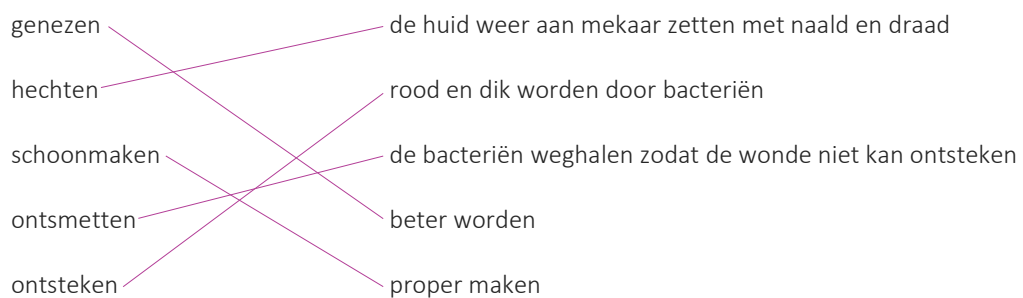 genezen de huid weer aan mekaar zetten met naald en draad
hechten rood en dik worden door bacteriën
schoonmaken de bacteriën weghalen zodat de wonde niet kan ontsteken
ontsmetten beter worden
ontsteken proper maken